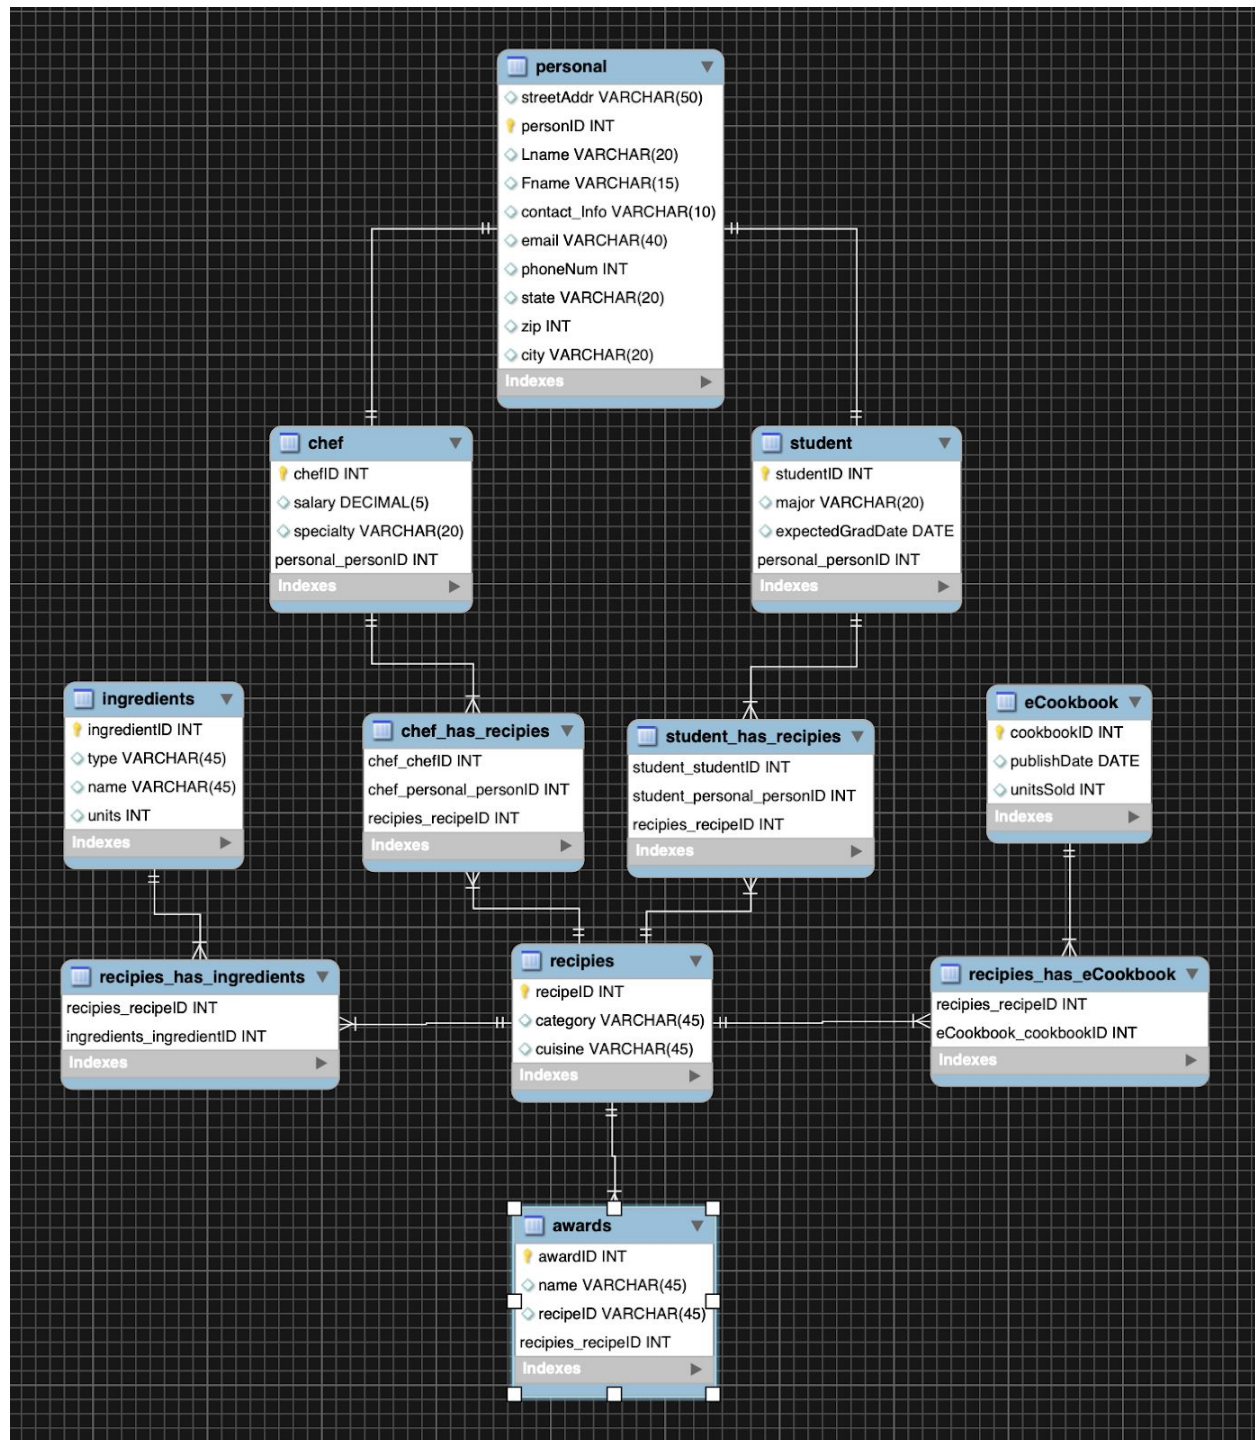 personal
streetAddr VARCHAR(50)
personID INT
Lname VARCHAR(20)
Fname VARCHAR(15)
contact_Info VARCHAR(10)
email VARCHAR(40)
phoneNum INT
state VARCHAR(20)
zip INT
city VARCHAR(20)
Indexes
chef
chefID INT
salary DECIMAL(5)
specialty VARCHAR(20)
personal_personID INT
Indexes
student
studentID INT
major VARCHAR(20)
expectedGradDate DATE
personal_personID INT
Indexes
ingredients
ingredientID INT
type VARCHAR(45)
name VARCHAR(45)
units INT
Indexes
chef_has_recipies
chef_chefID INT
chef_personal_personID INT
recipies_recipeID INT
Indexes
student_has_recipies
student_studentID INT
student_personal_personID INT
recipies_recipeID INT
Indexes
eCookbook
cookbookID INT
publishDate DATE
unitsSold INT
Indexes
recipies_has_ingredients
recipies_recipeID INT
ingredients_ingredientID INT
Indexes
recipies
recipeID INT
category VARCHAR(45)
cuisine VARCHAR(45)
Indexes
recipies_has_eCookbook
recipies_recipeID INT
eCookbook_cookbookID INT
Indexes
awards
awardID INT
name VARCHAR(45)
recipeID VARCHAR(45)
recipies_recipeID INT
Indexes